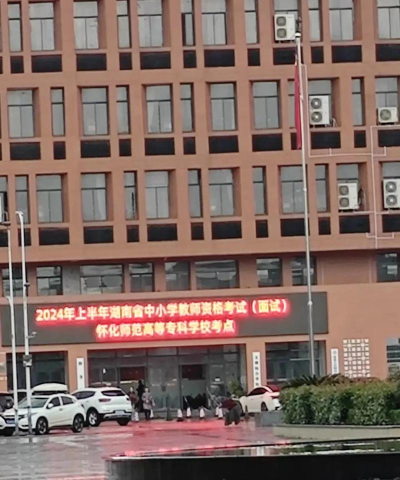 2024年上半年湖南省中小学教师资格考试（面试）
怀化师范高等专科学校考点